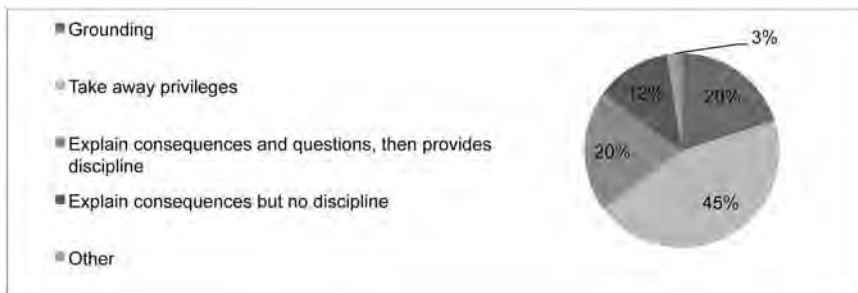 Grounding
Take away privileges
Explain consequences and questions, then provides
discipline
Explain consequences but no discipline
Other
3%
20%
12%
20%
45%